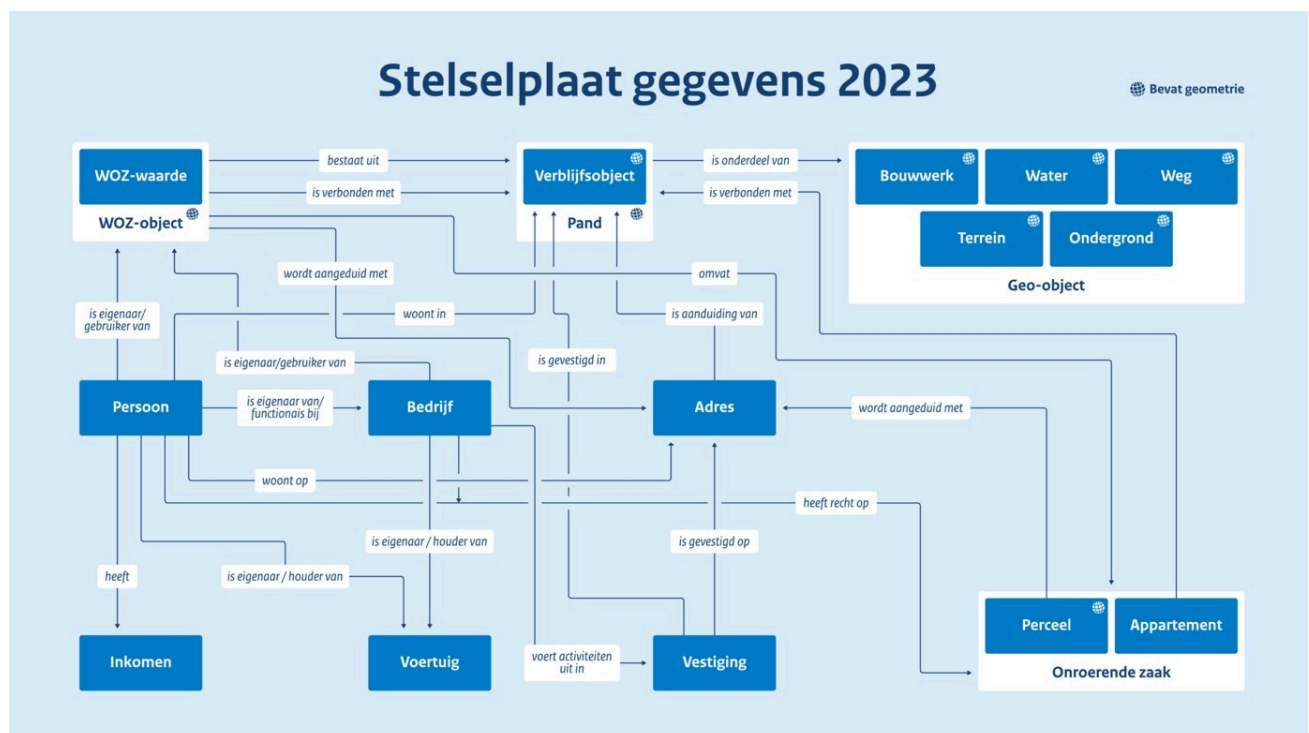 Stelselplaat gegevens 2023
Bevat geometrie
WOZ-waarde
WOZ-object
bestaat uit
is verbonden met
Verblijfsobject
Pand
is onderdeel van
is verbonden met
Bouwwerk
Water
Weg
Terrein
Ondergrond
Geo-object
wordt aangeduid met
omvat
is eigenaar/
gebruiker van
woont in
is aanduiding van
is eigenaar/gebruiker van
is gevestigd in
Persoon
is eigenaar van/
functionais bij
Bedrijf
Adres
wordt aangeduid met
woont op
heeft recht op
is eigenaar / houder van
is gevestigd op
heeft
is eigenaar / houder van
Perceel
Appartement
Onroerende zaak
Inkomen
Voertuig
voert activiteiten
uit in
Vestiging